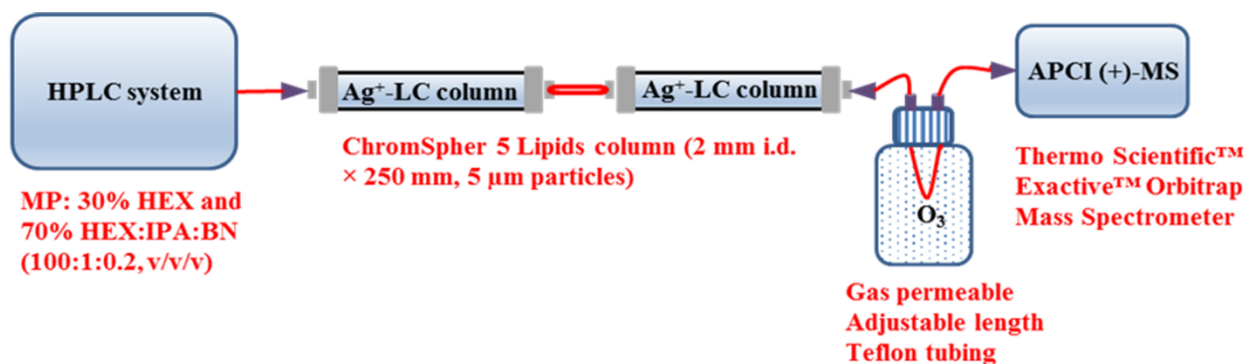 HPLC system
MP: 30% HEX and
70% HEX:IPA:BN
(100:1:0.2, v/v/v)
Ag⁺-LC column
Ag⁺-LC column
ChromSpher 5 Lipids column (2 mm i.d.
× 250 mm, 5 µm particles)
O₃
Gas permeable
Adjustable length
Teflon tubing
APCI (+)-MS
Thermo Scientific™
Exactive™ Orbitrap
Mass Spectrometer